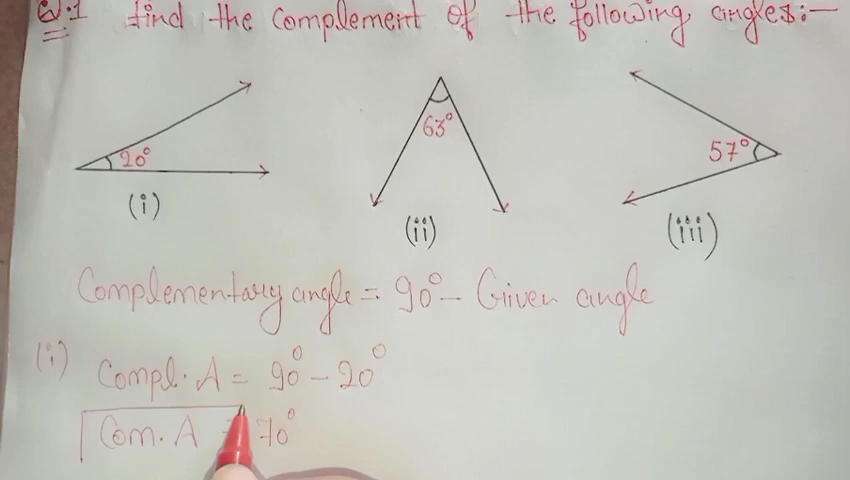 Q.1 find the complement of the following angles:-
20°
63°
57°
(i)
(ii)
(iii)
Complementary angle = 90° - Given angle
(i) Compl. A = 90° - 20°
Com. A = 70°